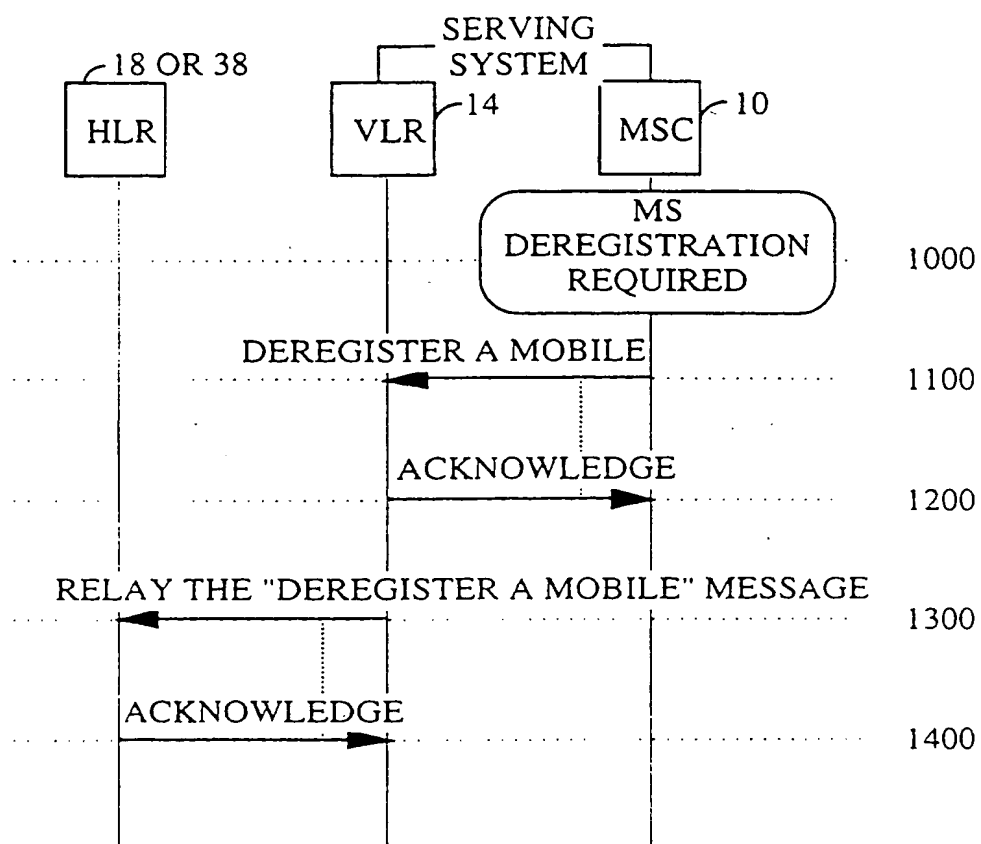 SERVING
SYSTEM
18 OR 38
14
10
HLR
VLR
MSC
MS
DEREGISTRATION
REQUIRED
1000
DEREGISTER A MOBILE
1100
ACKNOWLEDGE
1200
RELAY THE "DEREGISTER A MOBILE" MESSAGE
1300
ACKNOWLEDGE
1400